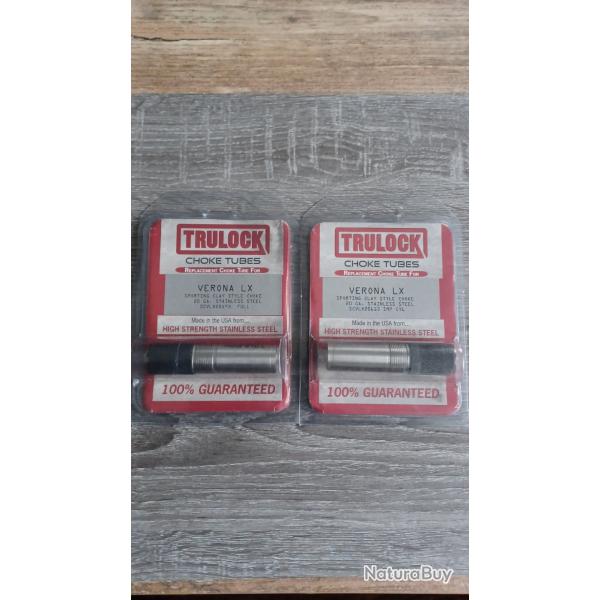 TRULOCK
CHOKE TUBES
REPLACEMENT CHOKE TUBE FOR
VERONA LX
SPORTING CLAY STYLE CHOKE
20 GA. STAINLESS STEEL
FULL
Made in the USA from...
HIGH STRENGTH STAINLESS STEEL
100% GUARANTEED
TRULOCK
CHOKE TUBES
REPLACEMENT CHOKE TUBE FOR
VERONA LX
SPORTING CLAY STYLE CHOKE
20 GA. STAINLESS STEEL
IMP CYL
Made in the USA from...
HIGH STRENGTH STAINLESS STEEL
100% GUARANTEED
NaturaBuy